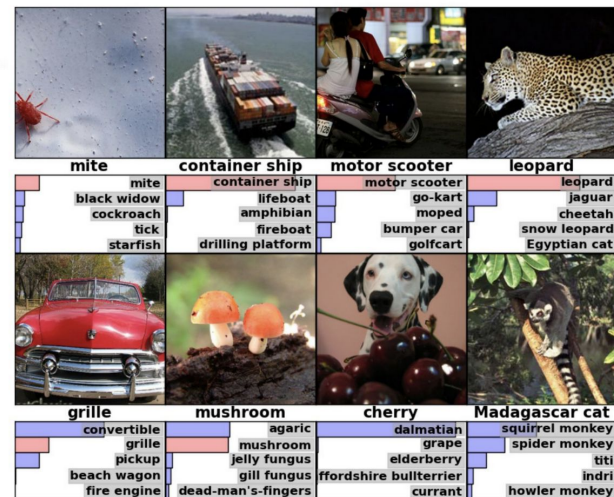 mite container ship motor scooter leopard
mite container ship motor scooter leopard
black widow lifeboat go-kart jaguar
cockroach amphibian moped cheetah
tick fireboat bumper car snow leopard
starfish drilling platform golfcart Egyptian cat
grille mushroom cherry Madagascar cat
convertible agaric dalmatian squirrel monkey
grille mushroom grape spider monkey
pickup jelly fungus elderberry titi
beach wagon gill fungus ffordshire bullterrier indri
fire engine dead-man's-fingers currant howler monkey